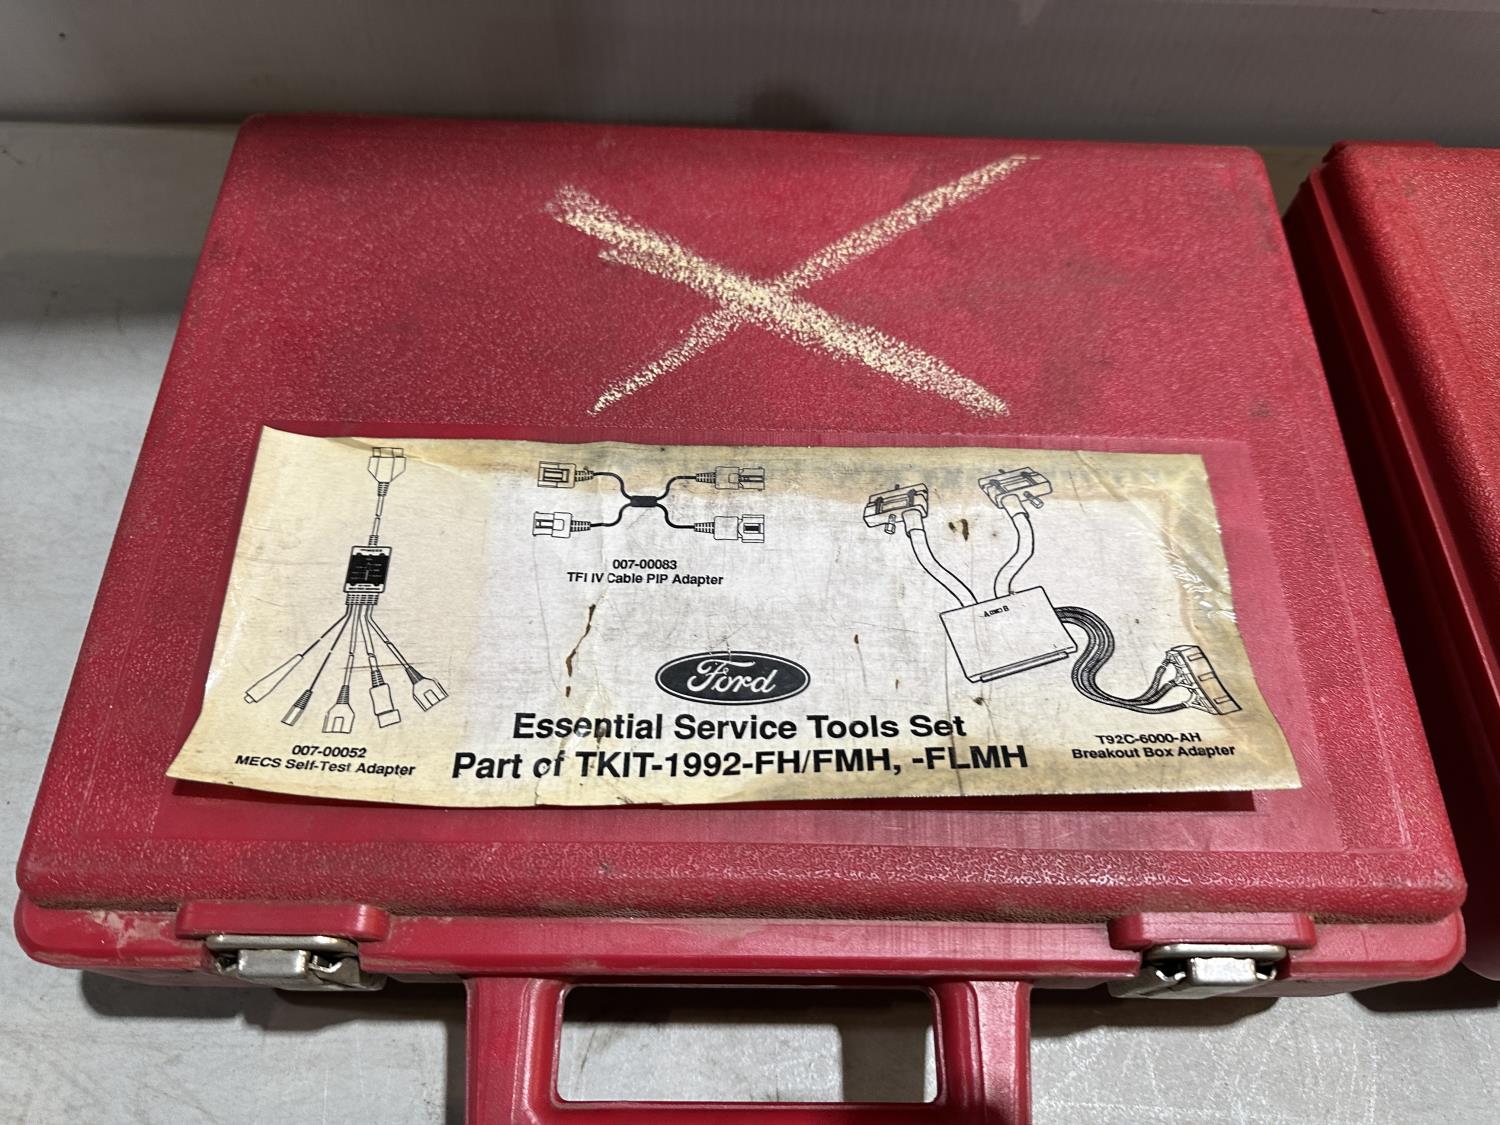 007-00083
TFI IV Cable PIP Adapter
A B
Ford
Essential Service Tools Set
Part of TKIT-1992-FH/FMH, -FLMH
007-00052
MECS Self-Test Adapter
T92C-6000-AH
Breakout Box Adapter